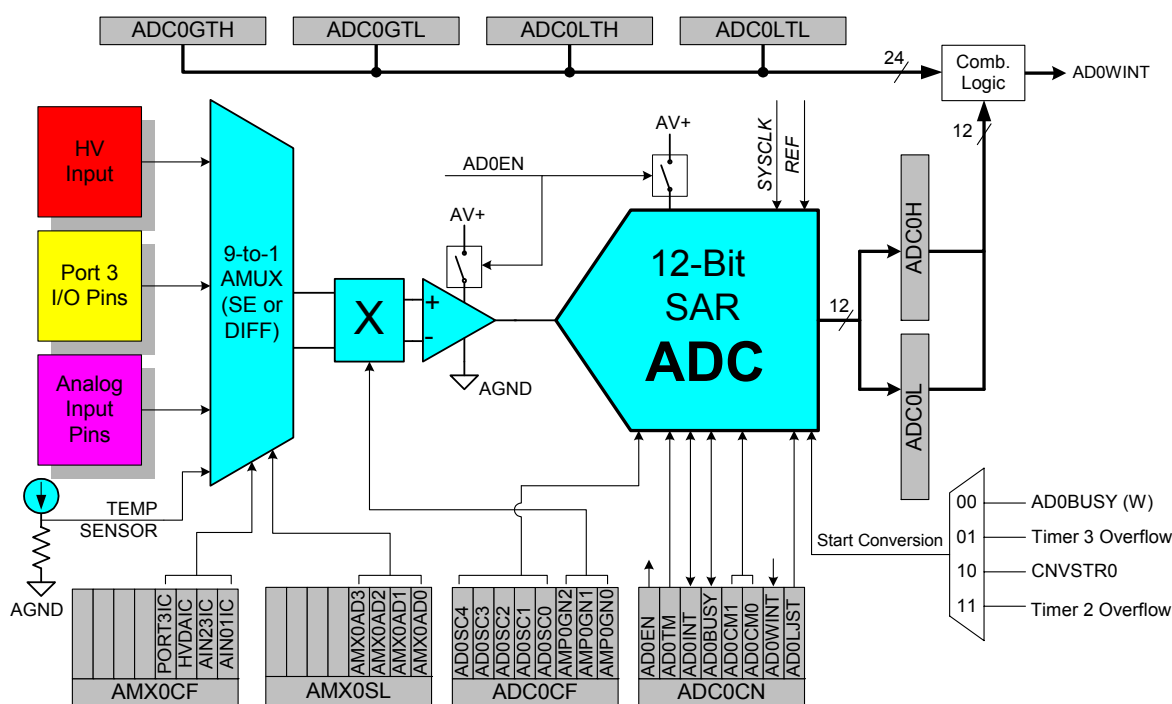 ADC0GTH
ADC0GTL
ADC0LTH
ADC0LTL
24
Comb.
Logic
AD0WINT
12
HV
Input
Port 3
I/O Pins
Analog
Input
Pins
9-to-1
AMUX
(SE or
DIFF)
AD0EN
AV+
AV+
X
+
-
AGND
SYSCLK
REF
12-Bit
SAR
ADC
12
ADC0H
ADC0L
TEMP
SENSOR
AGND
Start Conversion
00
AD0BUSY (W)
01
Timer 3 Overflow
10
CNVSTR0
11
Timer 2 Overflow
PORT3IC
HVDAIC
AIN23IC
AIN01IC
AMX0CF
AMX0AD3
AMX0AD2
AMX0AD1
AMX0AD0
AMX0SL
AD0SC4
AD0SC3
AD0SC2
AD0SC1
AD0SC0
AMP0GN2
AMP0GN1
AMP0GN0
ADC0CF
AD0EN
AD0TM
AD0INT
AD0BUSY
AD0CM1
AD0CM0
AD0WINT
AD0LJST
ADC0CN